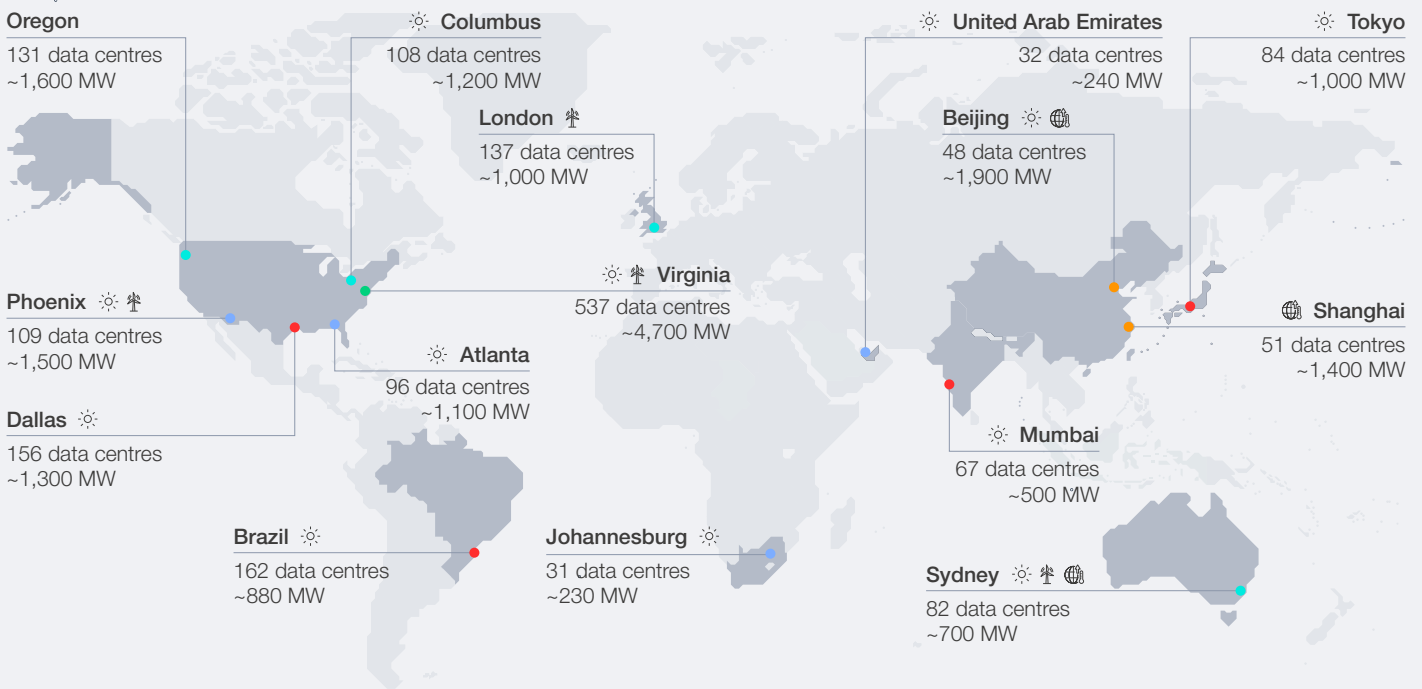 Oregon
131 data centres
~1,600 MW
Columbus
108 data centres
~1,200 MW
United Arab Emirates
32 data centres
~240 MW
Tokyo
84 data centres
~1,000 MW
London
137 data centres
~1,000 MW
Beijing
48 data centres
~1,900 MW
Virginia
537 data centres
~4,700 MW
Phoenix
109 data centres
~1,500 MW
Shanghai
51 data centres
~1,400 MW
Atlanta
96 data centres
~1,100 MW
Dallas
156 data centres
~1,300 MW
Mumbai
67 data centres
~500 MW
Brazil
162 data centres
~880 MW
Johannesburg
31 data centres
~230 MW
Sydney
82 data centres
~700 MW